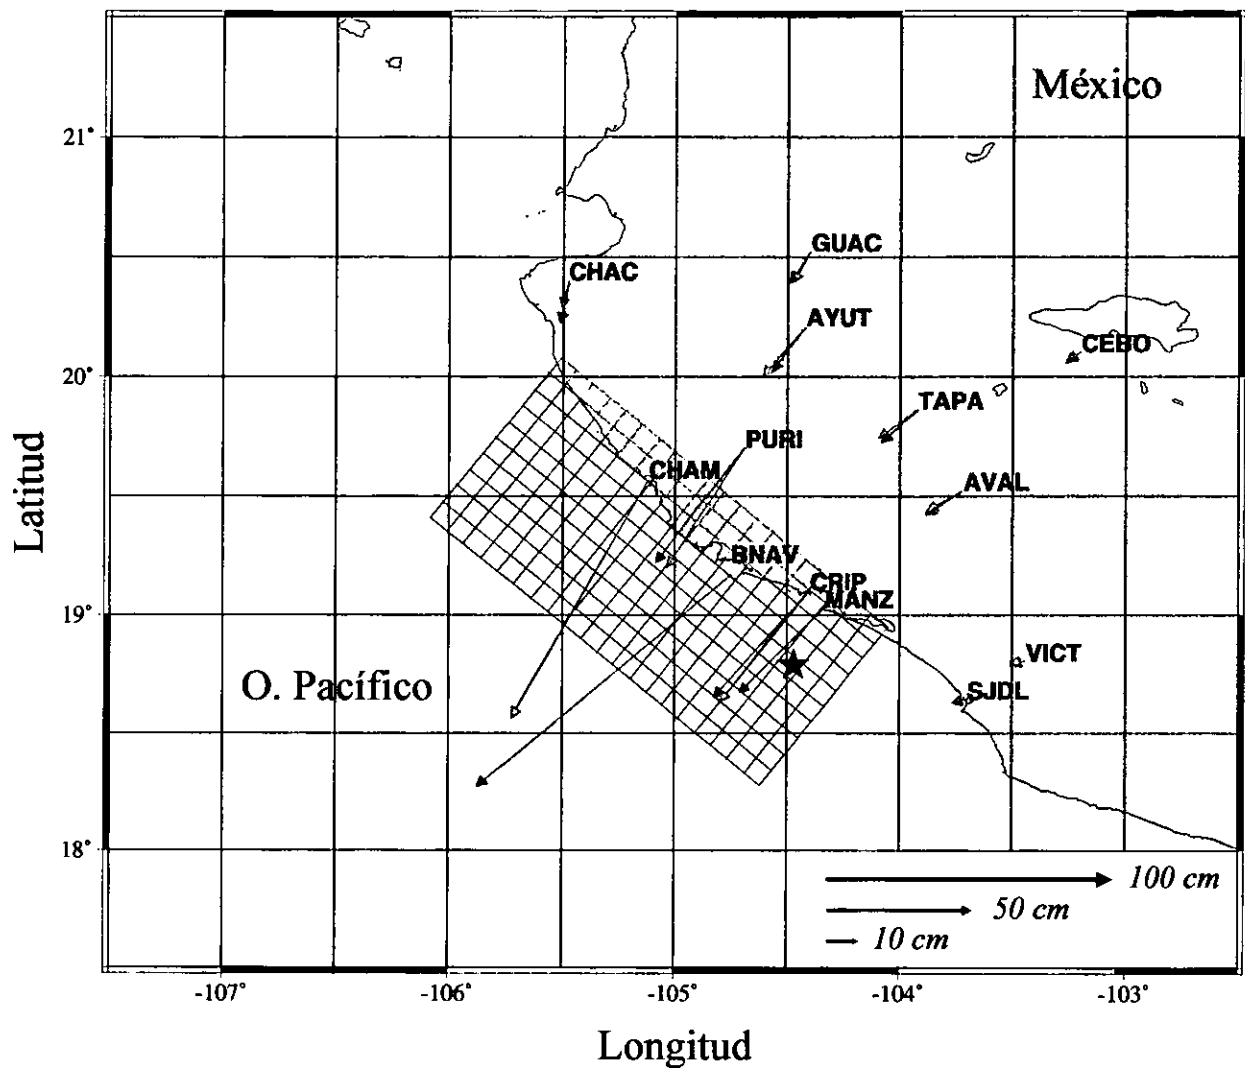 México
21°
GUAC
CHAC
AYUT
CEBO
20°
TAPA
PURI
CHAM
AVAL
BNAV
CRIP
MANZ
19°
VICT
O. Pacífico
SJDL
18°
100 cm
50 cm
10 cm
-107°
-106°
-105°
-104°
-103°
Latitud
Longitud